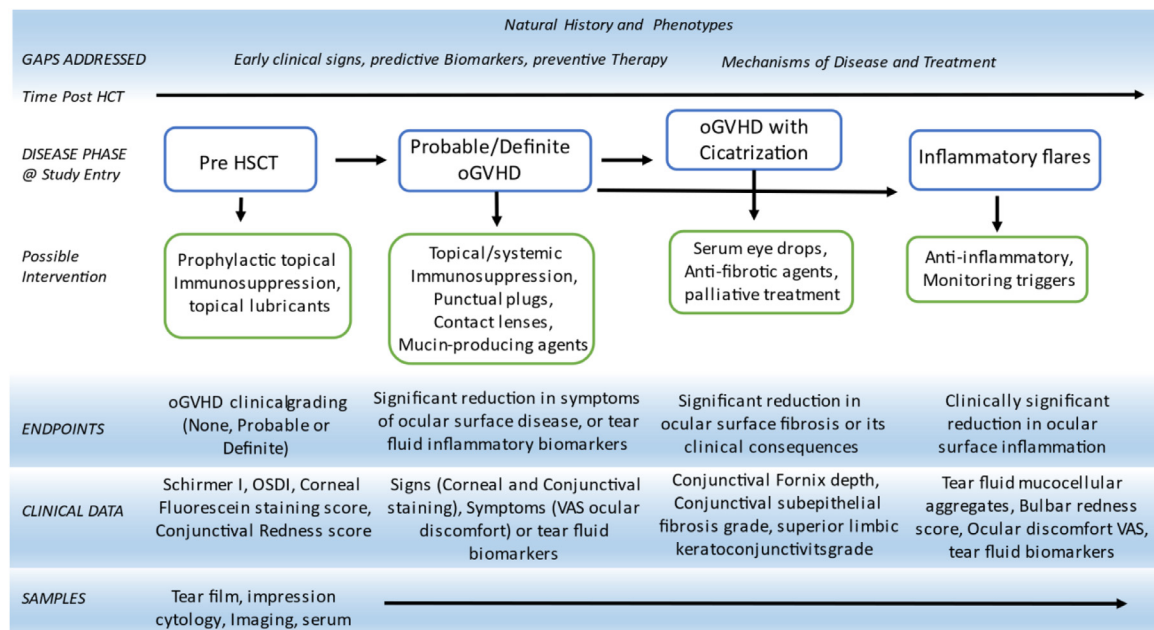 Natural History and Phenotypes
GAPS ADDRESSED
Early clinical signs, predictive Biomarkers, preventive Therapy
Mechanisms of Disease and Treatment
Time Post HCT
DISEASE PHASE
@ Study Entry
Pre HSCT
Probable/Definite
oGVHD
oGVHD with
Cicatrization
Inflammatory flares
Possible
Intervention
Prophylactic topical
Immunosuppression,
topical lubricants
Topical/systemic
Immunosuppression,
Punctual plugs,
Contact lenses,
Mucin-producing agents
Serum eye drops,
Anti-fibrotic agents,
palliative treatment
Anti-inflammatory,
Monitoring triggers
ENDPOINTS
oGVHD clinicalgrading
(None, Probable or
Definite)
Significant reduction in symptoms
of ocular surface disease, or tear
fluid inflammatory biomarkers
Significant reduction in
ocular surface fibrosis or its
clinical consequences
Clinically significant
reduction in ocular
surface inflammation
CLINICAL DATA
Schirmer I, OSDI, Corneal
Fluorescein staining score,
Conjunctival Redness score
Signs (Corneal and Conjunctival
staining), Symptoms (VAS
ocular discomfort) or tear fluid
biomarkers
Conjunctival Fornix depth,
Conjunctival subepithelial
fibrosis grade, superior limbic
keratoconjunctivitsgrade
Tear fluid mucocellular
aggregates, Bulbar redness
score, Ocular discomfort VAS,
tear fluid biomarkers
SAMPLES
Tear film, impression
cytology, Imaging, serum